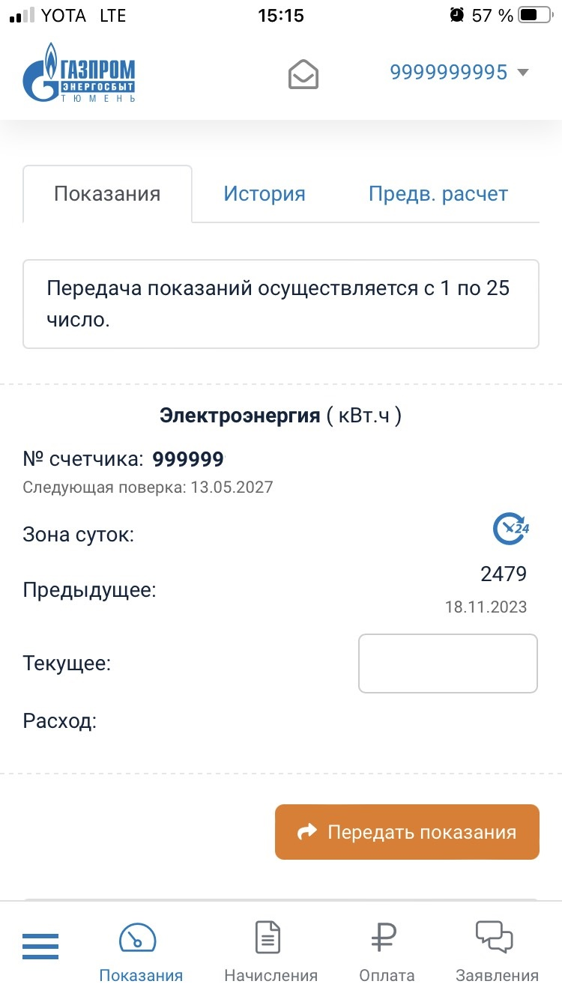 YOTA LTE 15:15 57 %
ГАЗПРОМ
ЭНЕРГОСБЫТ
ТЮМЕНЬ
9999999995
Показания История Предв. расчет
Передача показаний осуществляется с 1 по 25
число.
Электроэнергия ( кВт.ч )
№ счетчика: 999999
Следующая поверка: 13.05.2027
Зона суток: 24
Предыдущее: 2479
18.11.2023
Текущее:
Расход:
Передать показания
Показания Начисления Оплата Заявления